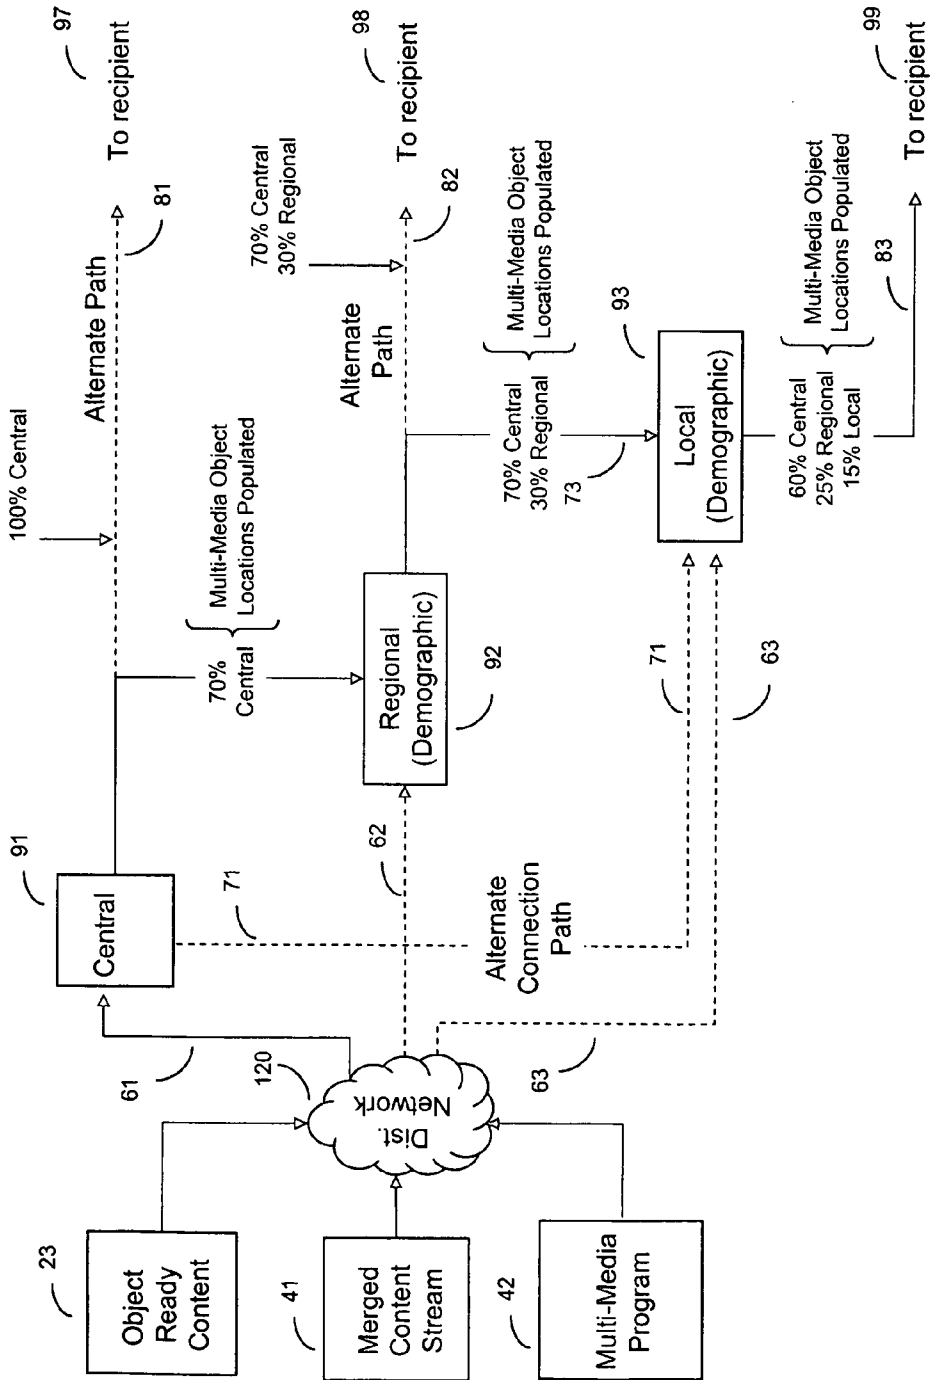 23
Object
Ready
Content
41
Merged
Content
Stream
42
Multi-Media
Program
120
Dist.
Network
61
91
Central
71
Alternate
Connection
Path
63
62
100% Central
Alternate Path
81
To recipient
97
70%
Central
Multi-Media Object
Locations Populated
Regional
(Demographic)
92
70% Central
30% Regional
Alternate
Path
82
To recipient
98
70% Central
30% Regional
73
Multi-Media Object
Locations Populated
71
63
Local
(Demographic)
93
60% Central
25% Regional
15% Local
Multi-Media Object
Locations Populated
83
To recipient
99